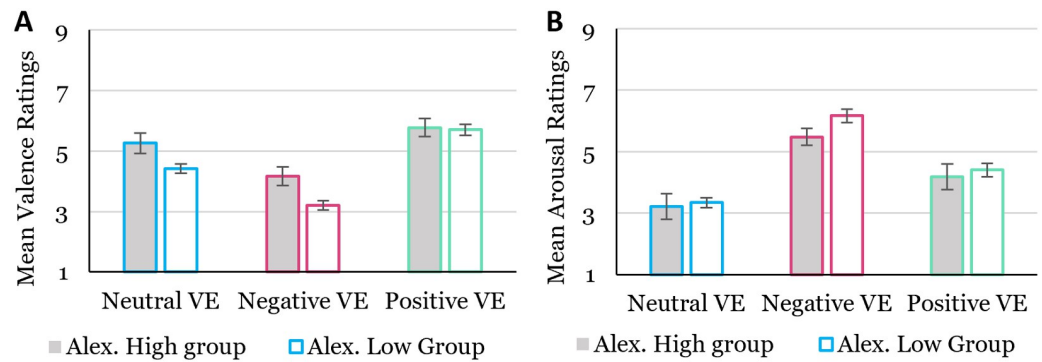 A
Mean Valence Ratings
9
7
5
3
1
Neutral VE Negative VE Positive VE
Alex. High group Alex. Low Group
B
Mean Arousal Ratings
9
7
5
3
1
Neutral VE Negative VE Positive VE
Alex. High group Alex. Low Group